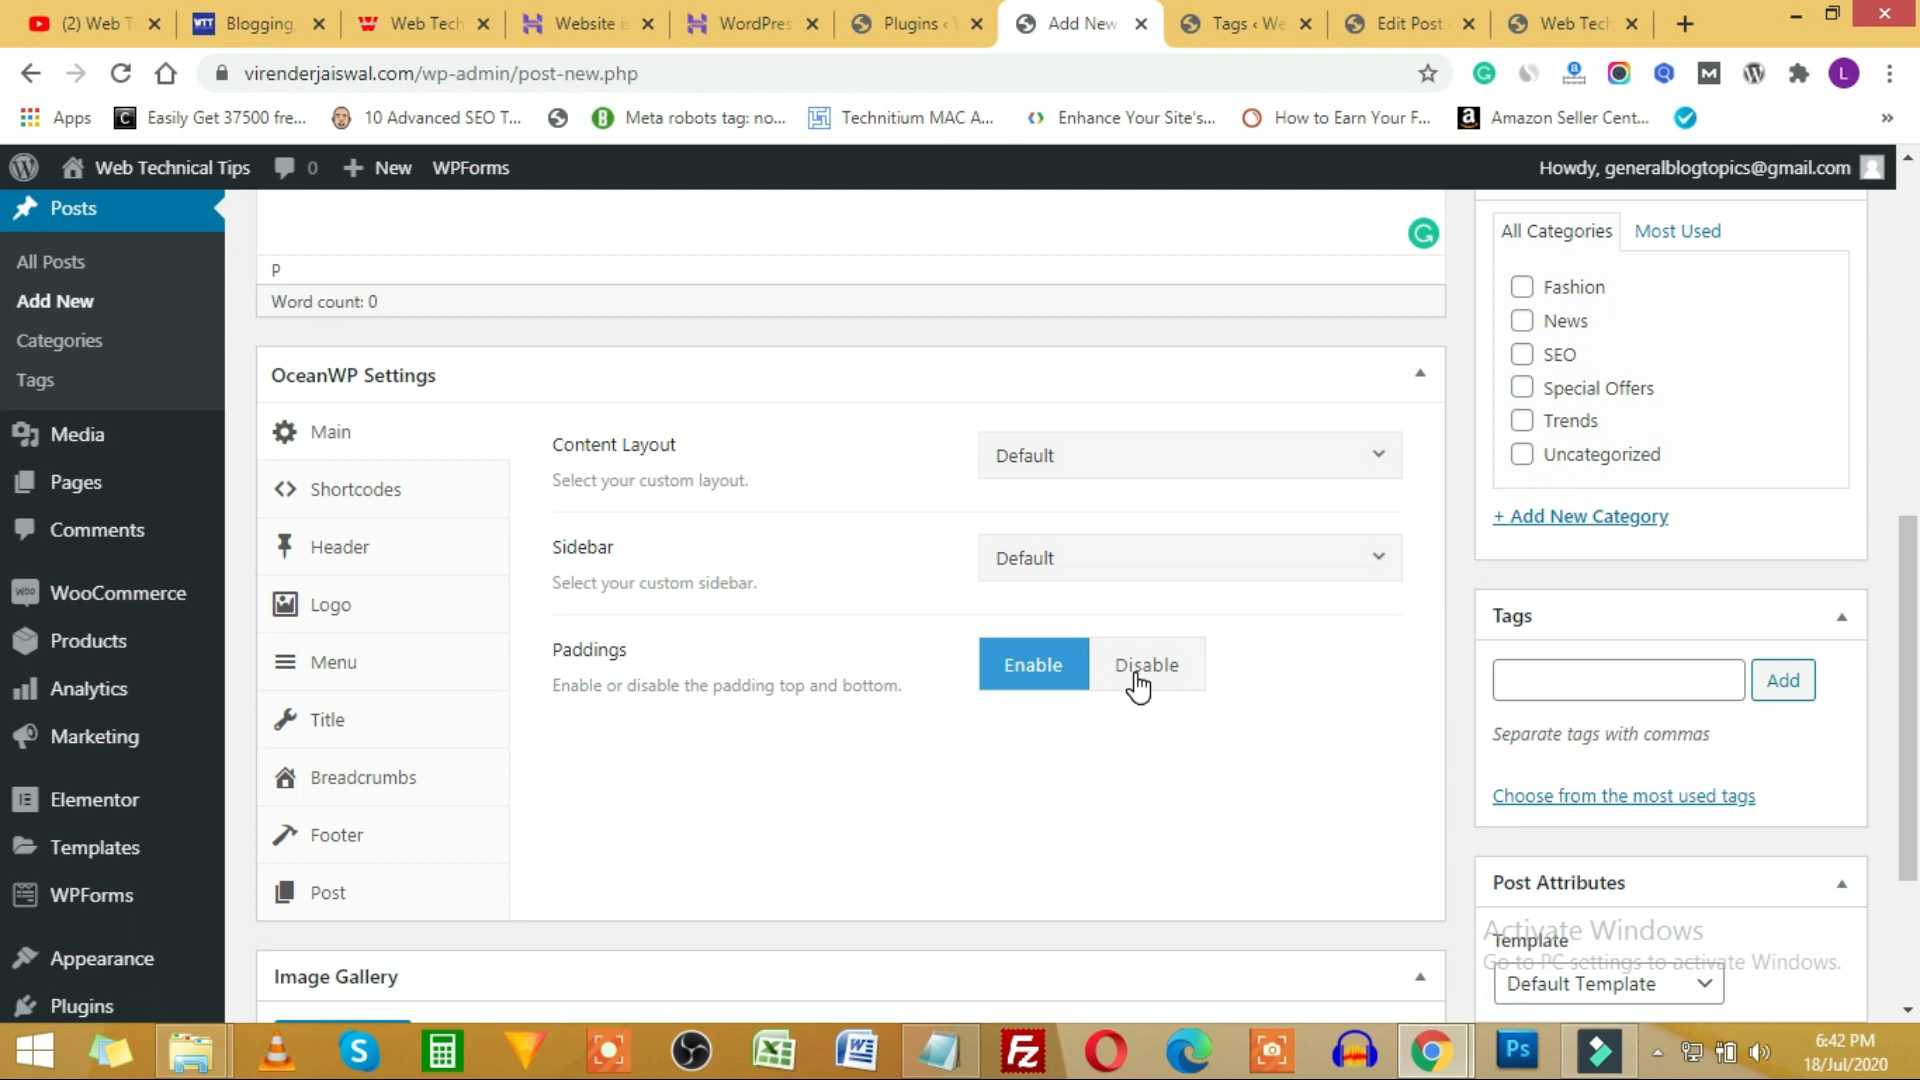 (2) Web T
Blogging,
Web Tech
Website is
WordPres
Plugins ‹ V
Add New
Tags ‹ We
Edit Post
Web Tech
virenderjaiswal.com/wp-admin/post-new.php
Apps
Easily Get 37500 fre...
10 Advanced SEO T...
Meta robots tag: no...
Technitium MAC A...
Enhance Your Site's...
How to Earn Your F...
Amazon Seller Cent...
Web Technical Tips
0
New
WPForms
Howdy, generalblogtopics@gmail.com
Posts
All Posts
Add New
Categories
Tags
Media
Pages
Comments
WooCommerce
Products
Analytics
Marketing
Elementor
Templates
WPForms
Appearance
Plugins
P
Word count: 0
OceanWP Settings
Main
Shortcodes
Header
Logo
Menu
Title
Breadcrumbs
Footer
Post
Content Layout
Select your custom layout.
Default
Sidebar
Select your custom sidebar.
Default
Paddings
Enable or disable the padding top and bottom.
Enable
Disable
Image Gallery
All Categories
Most Used
Fashion
News
SEO
Special Offers
Trends
Uncategorized
+ Add New Category
Tags
Add
Separate tags with commas
Choose from the most used tags
Post Attributes
Template
Default Template
Activate Windows
Go to PC settings to activate Windows.
6:42 PM
18/Jul/2020